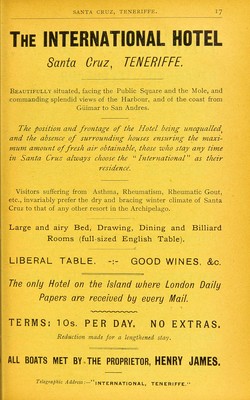 SANTA CRUZ, TENERIFFE. 17
THE INTERNATIONAL HOTEL
Santa Cruz, TENERIFFE.
BEAUTIFULLY situated, facing the Public Square and the Mole, and
commanding splendid views of the Harbour, and of the coast from
Güimar to San Andres.
The position and frontage of the Hotel being unequalled,
and the absence of surrounding houses ensuring the maxi-
mum amount of fresh air obtainable, those who stay any time
in Santa Cruz always choose the "International" as their
residence.
Visitors suffering from Asthma, Rheumatism, Rheumatic Gout,
etc., invariably prefer the dry and bracing winter climate of Santa
Cruz to that of any other resort in the Archipelago.
Large and airy Bed, Drawing, Dining and Billiard
Rooms (full-sized English Table).
LIBERAL TABLE. -:- GOOD WINES, &c.
The only Hotel on the Island where London Daily
Papers are received by every Mail.
TERMS: 10s. PER DAY. NO EXTRAS.
Reduction made for a lengthened stay.
ALL BOATS MET BY THE PROPRIETOR, HENRY JAMES.
Telegraphic Address:—"INTERNATIONAL, TENERIFFE."